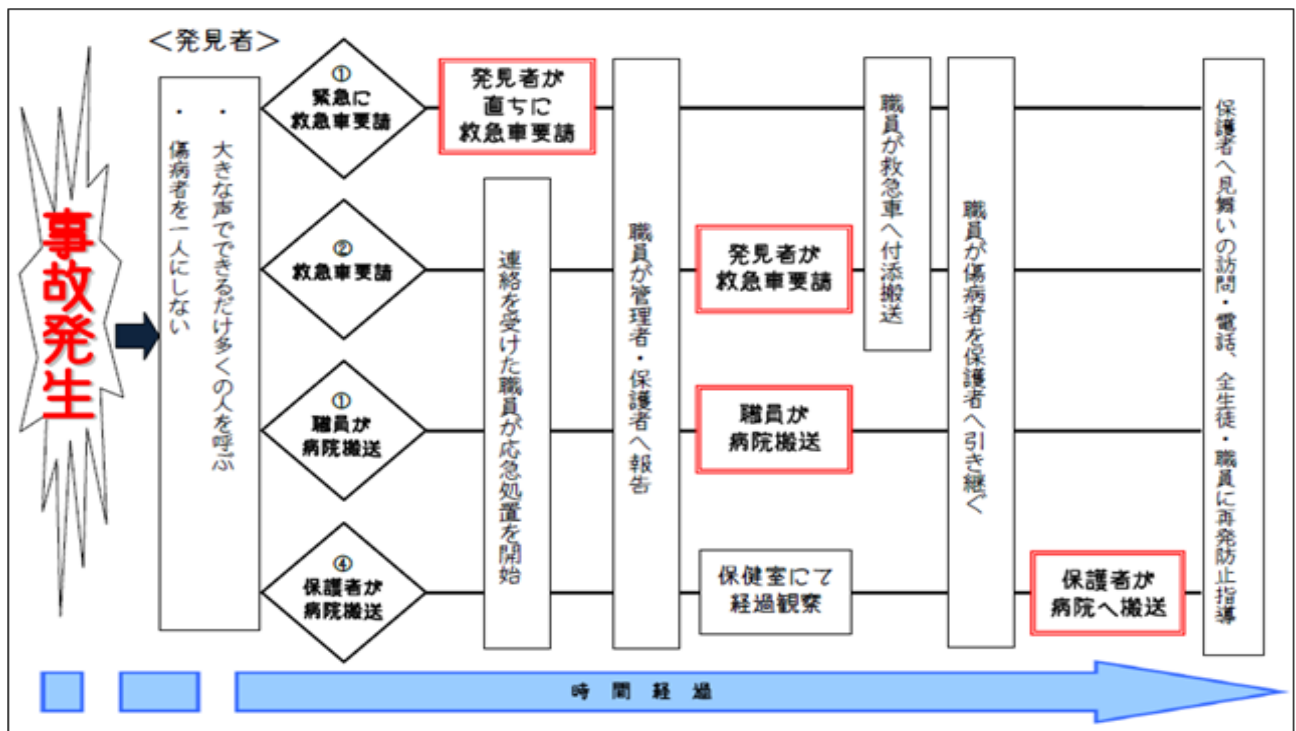 事故発生
＜発見者＞
・大きな声でできるだけ多くの人を呼ぶ
・傷病者を一人にしない
①
緊急に
救急車要請
②
救急車要請
①
職員が
病院搬送
④
保護者が
病院搬送
発見者が
直ちに
救急車要請
連絡を受けた職員が応急処置を開始
職員が管理者・保護者へ報告
発見者が
救急車要請
職員が
病院搬送
保健室にて
経過観察
職員が救急車へ付添搬送
職員が傷病者を保護者へ引き継ぐ
保護者が
病院へ搬送
保護者へ見舞いの訪問・電話、全生徒・職員に再発防止指導
時間経過